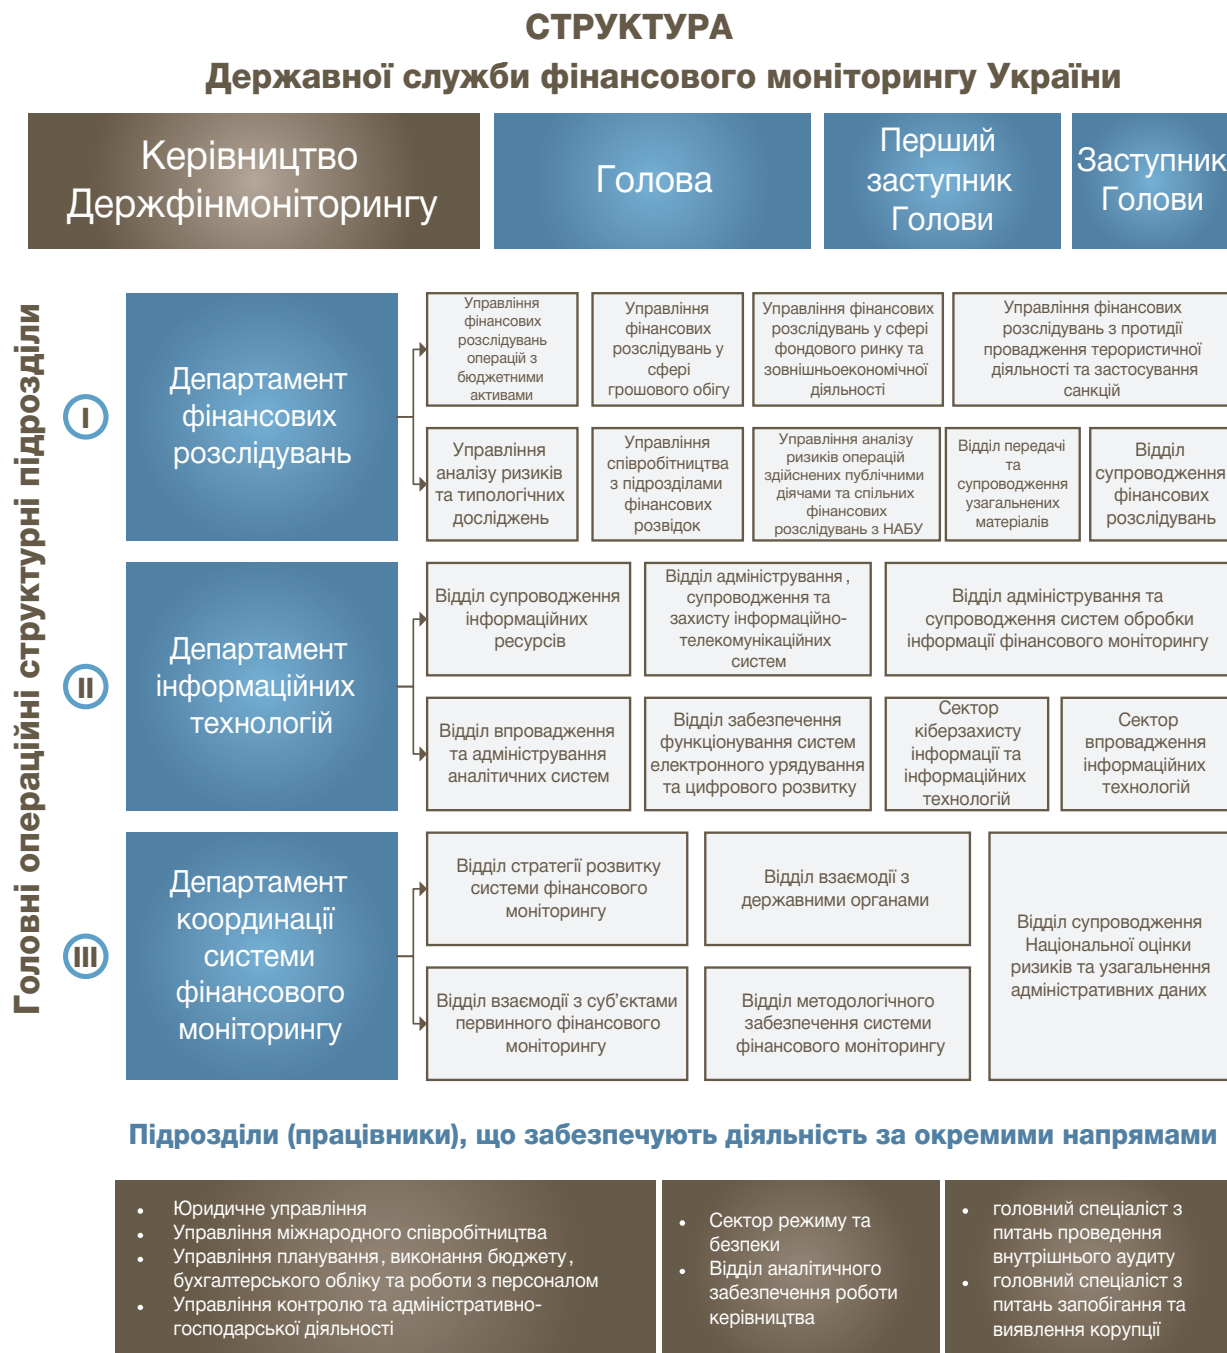 СТРУКТУРА
Державної служби фінансового моніторингу України
Керівництво
Держфінмоніторингу
Голова
Перший
заступник
Голови
Заступник
Голови
Головні операційні структурні підрозділи
I
Департамент
фінансових
розслідувань
Управління
фінансових
розслідувань
операцій з
бюджетними
активами
Управління
фінансових
розслідувань у
сфері
грошового обігу
Управління фінансових
розслідувань у сфері
фондового ринку та
зовнішньоекономічної
діяльності
Управління фінансових
розслідувань з протидії
провадження терористичної
діяльності та застосування
санкцій
Управління
аналізу ризиків
та типологічних
досліджень
Управління
співробітництва
з підрозділами
фінансових
розвідок
Управління аналізу
ризиків операцій
здійснених публічними
діячами та спільних
фінансових
розслідувань з НАБУ
Відділ передачі
та
супроводження
узагальнених
матеріалів
Відділ
супроводження
фінансових
розслідувань
II
Департамент
інформаційних
технологій
Відділ супроводження
інформаційних
ресурсів
Відділ адміністрування,
супроводження та
захисту інформаційно-
телекомунікаційних
систем
Відділ адміністрування та
супроводження систем обробки
інформації фінансового моніторингу
Відділ впровадження
та адміністрування
аналітичних систем
Відділ забезпечення
функціонування систем
електронного урядування
та цифрового розвитку
Сектор
кіберзахисту
інформації та
інформаційних
технологій
Сектор
впровадження
інформаційних
технологій
III
Департамент
координації
системи
фінансового
моніторингу
Відділ стратегії розвитку
системи фінансового
моніторингу
Відділ взаємодії з
державними органами
Відділ супроводження
Національної оцінки
ризиків та узагальнення
адміністративних даних
Відділ взаємодії з суб’єктами
первинного фінансового
моніторингу
Відділ методологічного
забезпечення системи
фінансового моніторингу
Підрозділи (працівники), що забезпечують діяльність за окремими напрямами
• Юридичне управління
• Управління міжнародного співробітництва
• Управління планування, виконання бюджету,
бухгалтерського обліку та роботи з персоналом
• Управління контролю та адміністративно-
господарської діяльності
• Сектор режиму та
безпеки
• Відділ аналітичного
забезпечення роботи
керівництва
• головний спеціаліст з
питань проведення
внутрішнього аудиту
• головний спеціаліст з
питань запобігання та
виявлення корупції